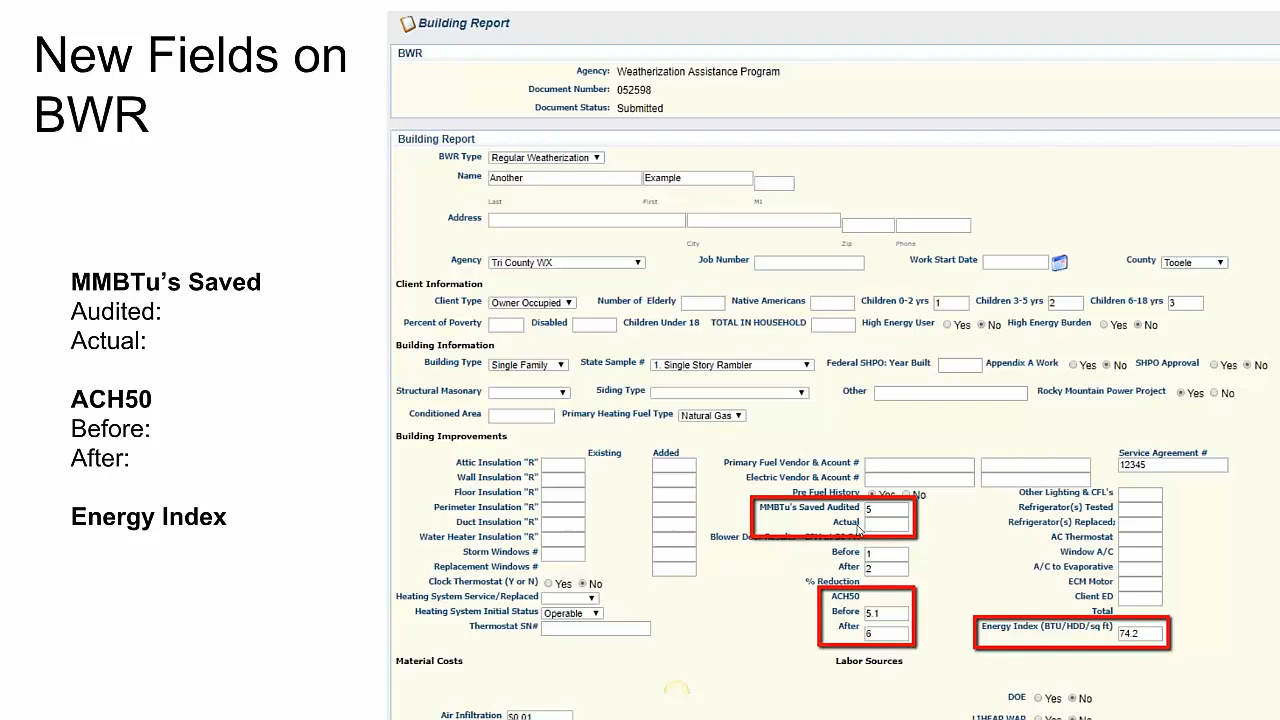 New Fields on
BWR
MMBTu's Saved
Audited:
Actual:
ACH50
Before:
After:
Energy Index
Building Report
BWR
Agency: Weatherization Assistance Program
Document Number: 052598
Document Status: Submitted
Building Report
BWR Type Regular Weatherization
Name Another Example
Last First M1
Address
City Zip Phone
Agency Tri County WX Job Number Work Start Date County Tooele
Client Information
Client Type Owner Occupied Number of Elderly Native Americans Children 0-2 yrs 1 Children 3-5 yrs 2 Children 6-18 yrs 3
Percent of Poverty Disabled Children Under 18 TOTAL IN HOUSEHOLD High Energy User Yes No High Energy Burden Yes No
Building Information
Building Type Single Family State Sample # 1. Single Story Rambler Federal SHPO: Year Built Appendix A Work Yes No SHPO Approval Yes No
Structural Masonary Siding Type Other Rocky Mountain Power Project Yes No
Conditioned Area Primary Heating Fuel Type Natural Gas
Building Improvements
Existing Added Service Agreement #
Attic Insulation "R" Primary Fuel Vendor & Acount # 12345
Wall Insulation "R" Electric Vendor & Account #
Floor Insulation "R" Pre Fuel History Yes No Other Lighting & CFL's
Perimeter Insulation "R" MMBTu's Saved Audited 5 Refrigerator(s) Tested
Duct Insulation "R" Actual Refrigerator(s) Replaced;
Water Heater Insulation "R" Blower AC Thermostat
Storm Windows # Before 1 Window A/C
Replacement Windows # After 2 A/C to Evaporative
Clock Thermostat (Y or N) Yes No % Reduction ECM Motor
Heating System Service/Replaced ACH50 Client ED
Heating System Initial Status Operable Before 5.1 Total
Thermostat SN# After 6 Energy Index (BTU/HDD/sq ft) 74.2
Material Costs Labor Sources
DOE Yes No
Air Infiltration $0.01